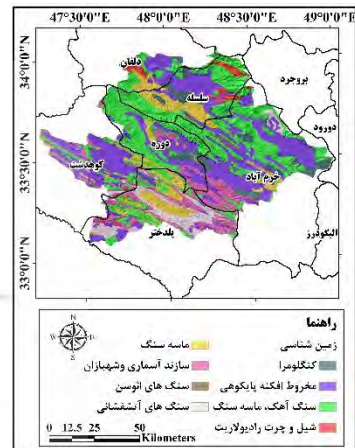 47°30'0"E 48°0'0"E 48°30'0"E 49°0'0"E
34°0'0"N
33°30'0"N
33°0'0"N
دلفان
سلسله
بروجرد
دورود
دوره
کوهدشت
خرم آباد
پلدختر
الیگودرز
راهنما
زمین شناسی
کنگلومرا
مخروط افکنه پایکوهی
سنگ آهک، ماسه سنگ
شیل و چرت رادیولاریت
ماسه سنگ
سازند آسماری وشهبازان
سنگ های ائوسن
سنگ های آتشفشانی
N
0 12.5 25 50
Kilometers